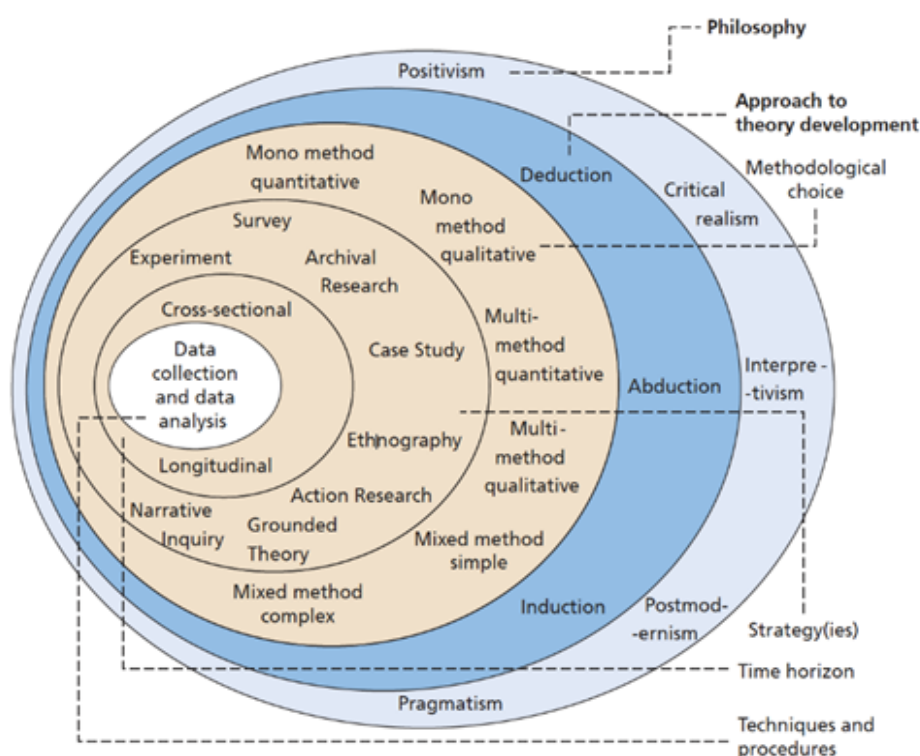 Philosophy
Positivism
Approach to
theory development
Methodological
choice
Mono method
quantitative
Deduction
Critical
realism
Mono
method
qualitative
Survey
Experiment
Archival
Research
Cross-sectional
Multi-
method
quantitative
Data
collection
and data
analysis
Case Study
Abduction
Interpre-
-tivism
Multi-
method
qualitative
Ethnography
Longitudinal
Action Research
Narrative
Inquiry
Grounded
Theory
Mixed method
simple
Mixed method
complex
Induction
Postmod-
-ernism
Strategy(ies)
Time horizon
Pragmatism
Techniques and
procedures